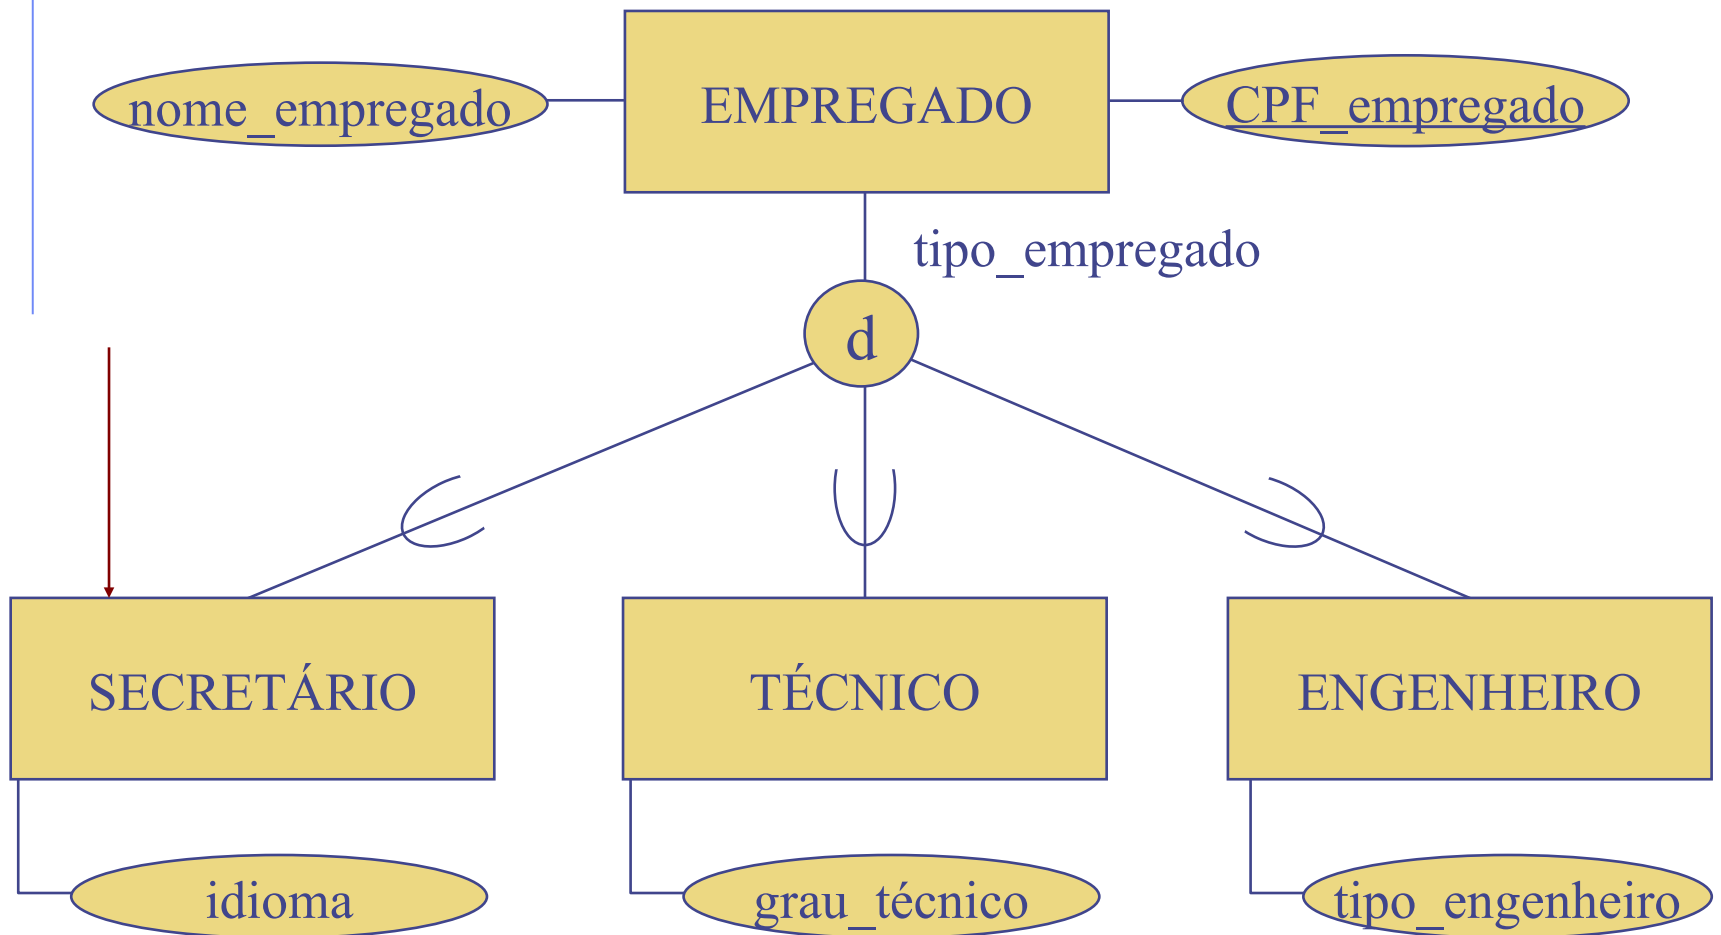 EMPREGADO
nome_empregado
CPF_empregado
tipo_empregado
d
SECRETÁRIO
TÉCNICO
ENGENHEIRO
idioma
grau_técnico
tipo_engenheiro